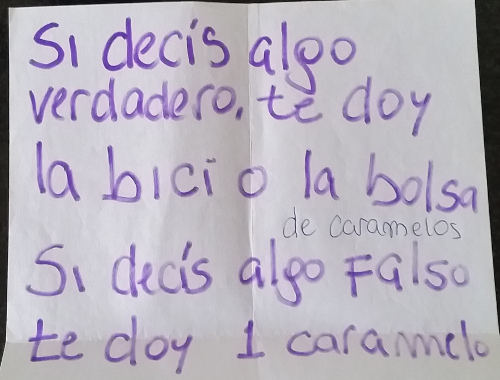 Si decís algo
verdadero, te doy
la bici o la bolsa
de caramelos
Si decís algo Falso
te doy 1 caramelo